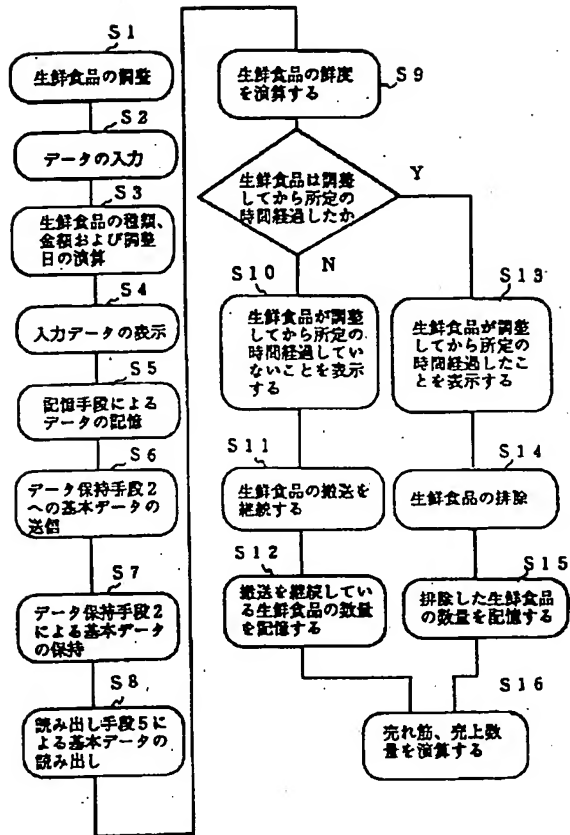 S1
生鮮食品の調整
S2
データの入力
S3
生鮮食品の種類、
金額および調整
日の演算
S4
入力データの表示
S5
記憶手段による
データの記憶
S6
データ保持手段2
への基本データの
送信
S7
データ保持手段2
による基本データ
の保持
S8
読み出し手段5に
よる基本データの
読み出し
S9
生鮮食品の鮮度
を演算する
生鮮食品は調整
してから所定の
時間経過したか
Y
N
S10
生鮮食品が調整
してから所定の
時間経過してい
ないことを表示
する
S11
生鮮食品の搬送を
継続する
S12
搬送を継続してい
る生鮮食品の数量
を記憶する
S13
生鮮食品が調整
してから所定の
時間経過したこ
とを表示する
S14
生鮮食品の排除
S15
排除した生鮮食品
の数量を記憶する
S16
売れ筋、売上数
量を演算する